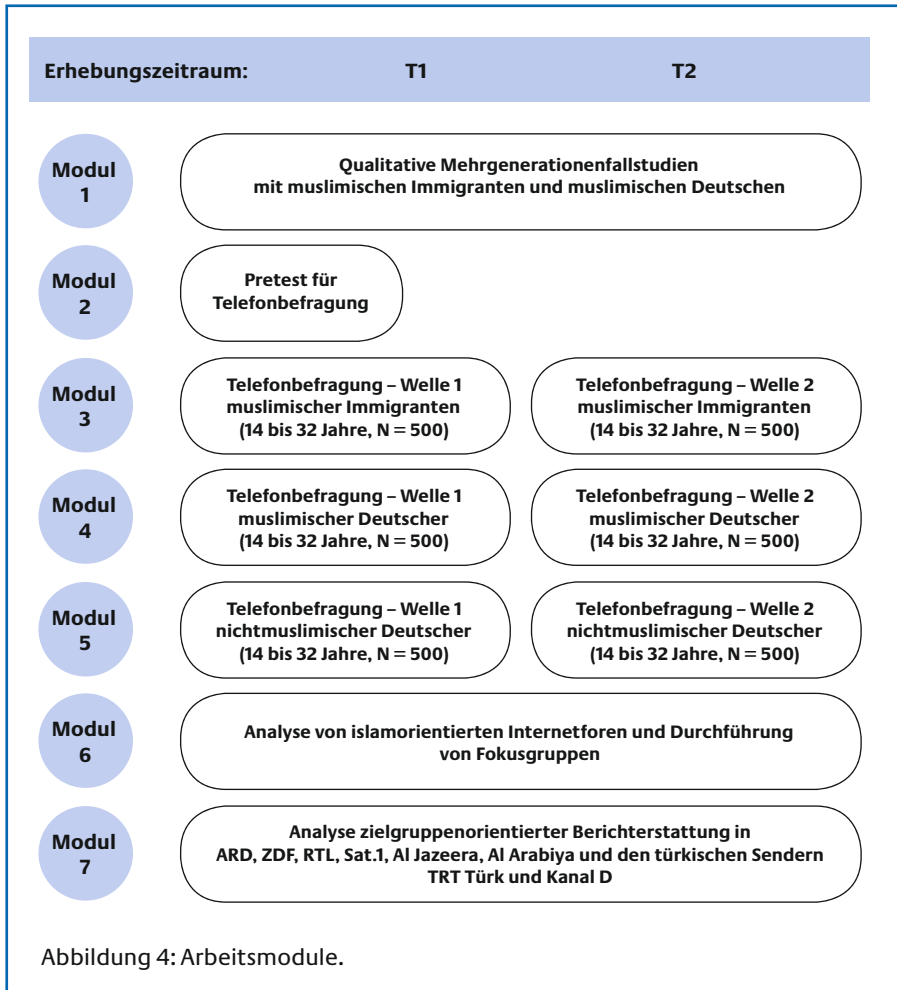 Erhebungszeitraum: T1 T2
Modul
1
Qualitative Mehrgenerationenfallstudien
mit muslimischen Immigranten und muslimischen Deutschen
Modul
2
Pretest für
Telefonbefragung
Modul
3
Telefonbefragung – Welle 1
muslimischer Immigranten
(14 bis 32 Jahre, N = 500)
Telefonbefragung – Welle 2
muslimischer Immigranten
(14 bis 32 Jahre, N = 500)
Modul
4
Telefonbefragung – Welle 1
muslimischer Deutscher
(14 bis 32 Jahre, N = 500)
Telefonbefragung – Welle 2
muslimischer Deutscher
(14 bis 32 Jahre, N = 500)
Modul
5
Telefonbefragung – Welle 1
nichtmuslimischer Deutscher
(14 bis 32 Jahre, N = 500)
Telefonbefragung – Welle 2
nichtmuslimischer Deutscher
(14 bis 32 Jahre, N = 500)
Modul
6
Analyse von islamorientierten Internetforen und Durchführung
von Fokusgruppen
Modul
7
Analyse zielgruppenorientierter Berichterstattung in
ARD, ZDF, RTL, Sat.1, Al Jazeera, Al Arabiya und den türkischen Sendern
TRT Türk und Kanal D
Abbildung 4: Arbeitsmodule.